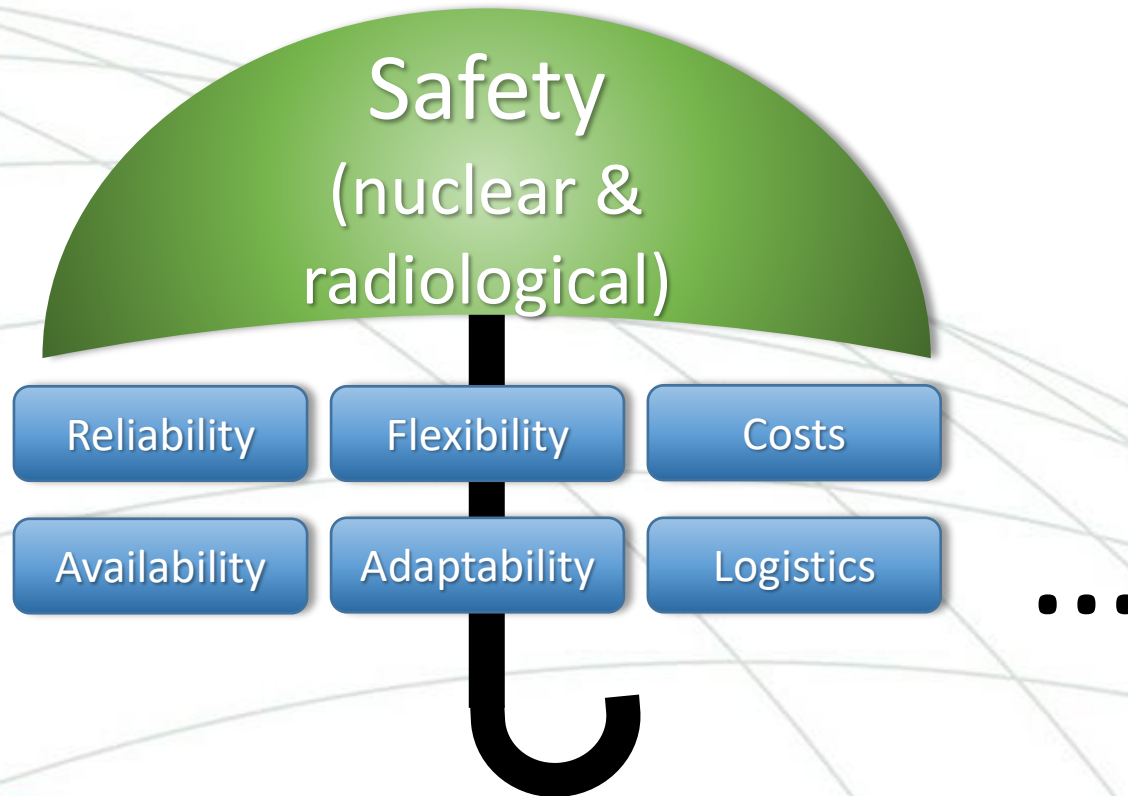 Safety
(nuclear &
radiological)
Reliability
Flexibility
Costs
Availability
Adaptability
Logistics
...